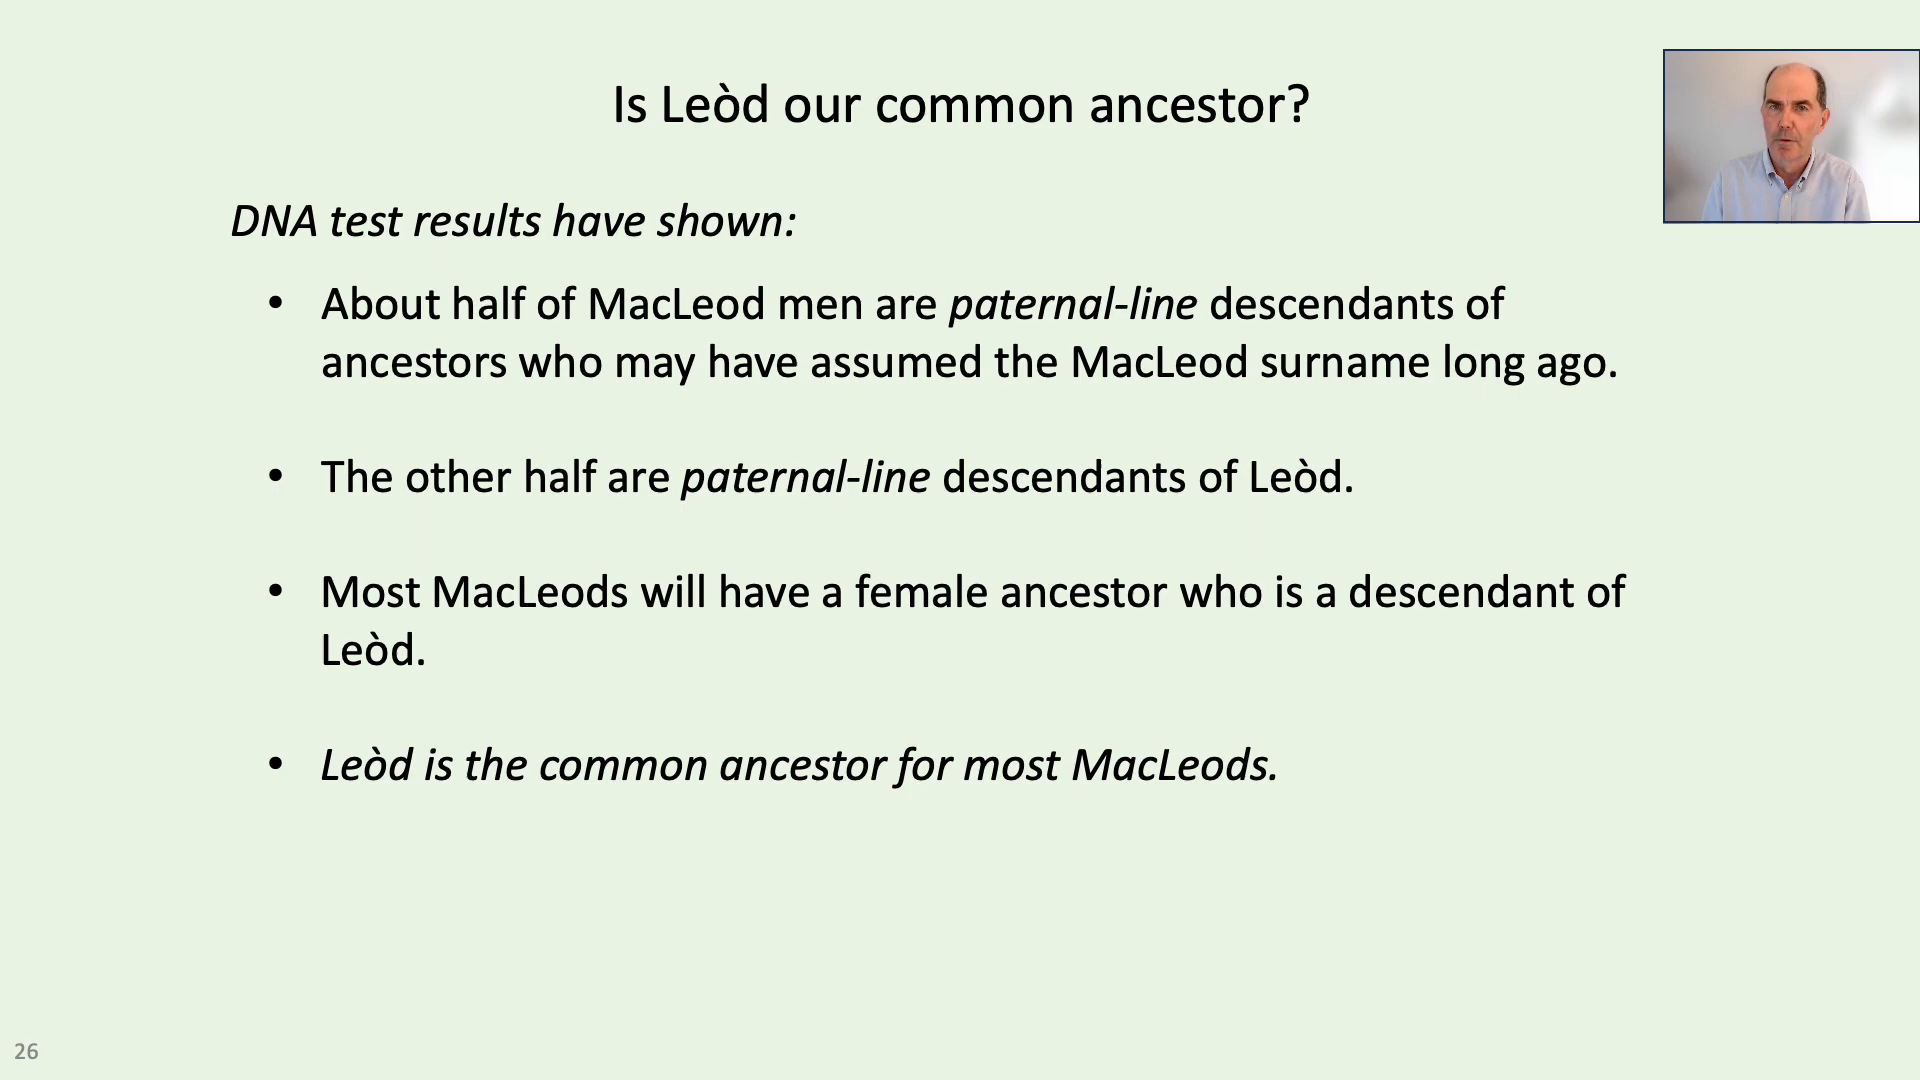 Is Leòd our common ancestor?
DNA test results have shown:
• About half of MacLeod men are paternal-line descendants of
ancestors who may have assumed the MacLeod surname long ago.
• The other half are paternal-line descendants of Leòd.
• Most MacLeods will have a female ancestor who is a descendant of
Leòd.
• Leòd is the common ancestor for most MacLeods.
26